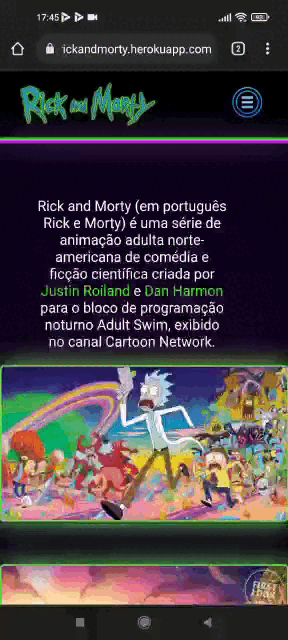 17:45
ickandmorty.herokuapp.com
2
Rick and Morty
Rick and Morty (em português
Rick e Morty) é uma série de
animação adulta norte-
americana de comédia e
ficção científica criada por
Justin Roiland e Dan Harmon
para o bloco de programação
noturno Adult Swim, exibido
no canal Cartoon Network.
FIRST
LOOK